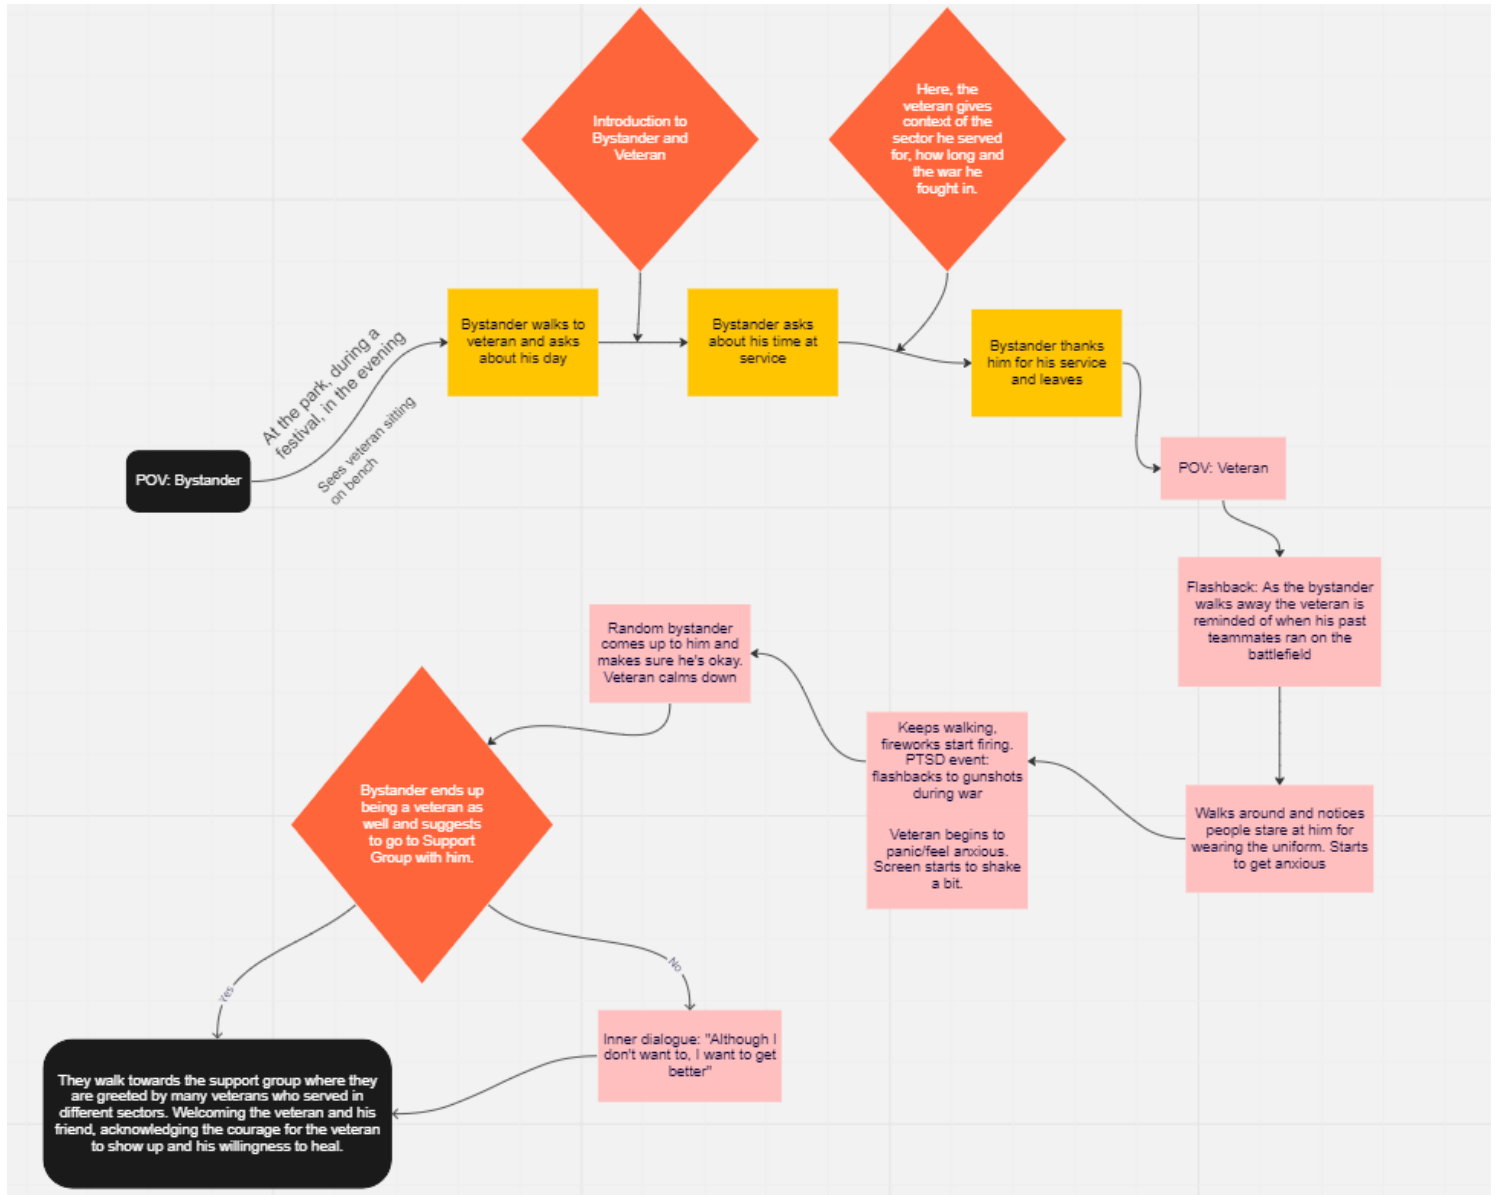 Introduction to
Bystander and
Veteran
Here, the
veteran gives
context of the
sector he served
for, how long and
the war he
fought in.
POV: Bystander
At the park, during a
festival, in the evening
Sees veteran sitting
on bench
Bystander walks to
veteran and asks
about his day
Bystander asks
about his time at
service
Bystander thanks
him for his service
and leaves
POV: Veteran
Flashback: As the bystander
walks away the veteran is
reminded of when his past
teammates ran on the
battlefield
Walks around and notices
people stare at him for
wearing the uniform. Starts
to get anxious
Keeps walking,
fireworks start firing.
PTSD event:
flashbacks to gunshots
during war
Veteran begins to
panic/feel anxious.
Screen starts to shake
a bit.
Random bystander
comes up to him and
makes sure he's okay.
Veteran calms down
Bystander ends up
being a veteran as
well and suggests
to go to Support
Group with him.
Yes
No
Inner dialogue: "Although I
don't want to, I want to get
better"
They walk towards the support group where they
are greeted by many veterans who served in
different sectors. Welcoming the veteran and his
friend, acknowledging the courage for the veteran
to show up and his willingness to heal.